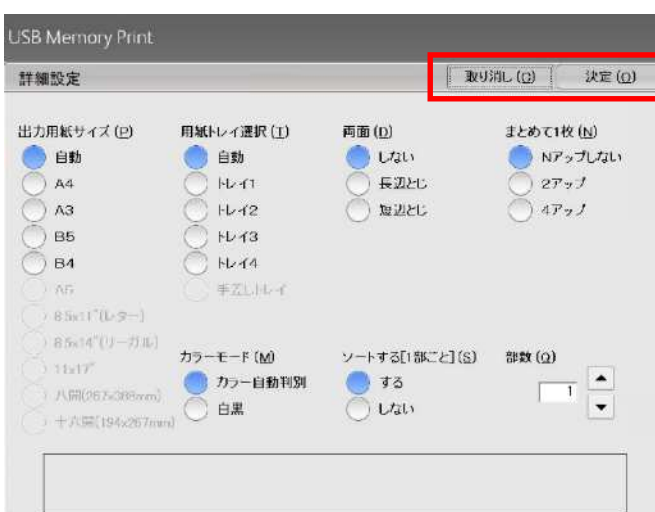 USB Memory Print
詳細設定
取り消し(C)
決定(O)
出力用紙サイズ(P)
自動
A4
A3
B5
B4
A5
8.5x11"(レター)
8.5x14"(リーガル)
11x17"
八開(267x388mm)
十六開(194x267mm)
用紙トレイ選択(T)
自動
トレイ1
トレイ2
トレイ3
トレイ4
手差しトレイ
両面(D)
しない
長辺とじ
短辺とじ
まとめて1枚(N)
Nアップしない
2アップ
4アップ
カラーモード(M)
カラー自動判別
白黒
ソートする[1部ごと](S)
する
しない
部数(Q)
1